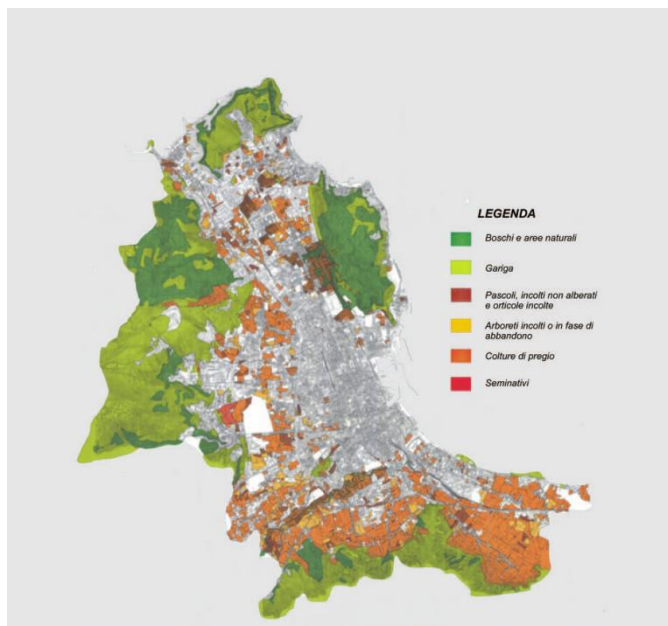 LEGENDA
Boschi e aree naturali
Gariga
Pascoli, incolti non alberati
e orticole incolte
Arboreti incolti o in fase di
abbandono
Colture di pregio
Seminativi